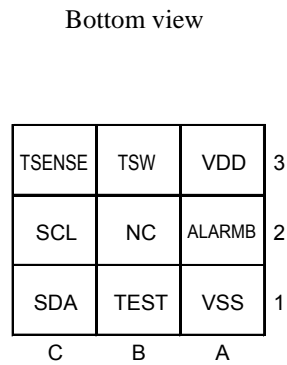 Bottom view
TSENSE TSW VDD 3
SCL NC ALARMB 2
SDA TEST VSS 1
C B A